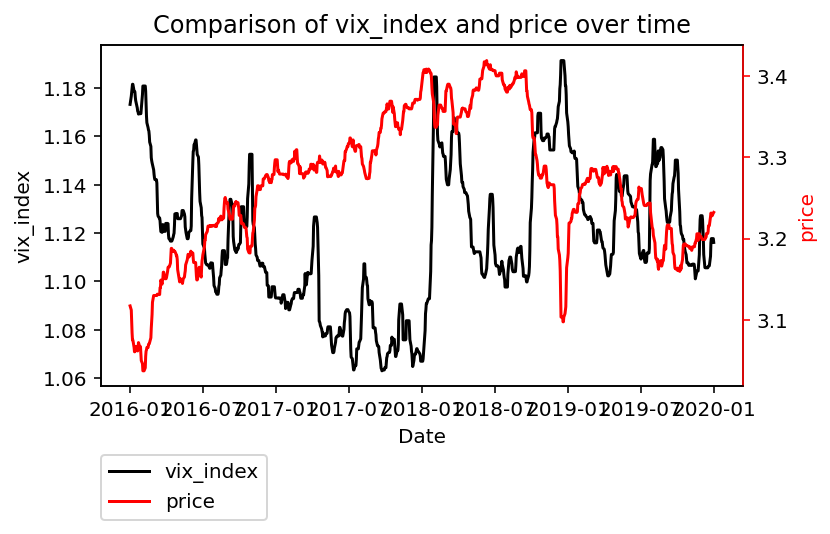 Comparison of vix_index and price over time
vix_index
1.18
1.16
1.14
1.12
1.10
1.08
1.06
3.4
3.3
3.2
3.1
price
2016-01 2016-07 2017-01 2017-07 2018-01 2018-07 2019-01 2019-07 2020-01
Date
vix_index
price